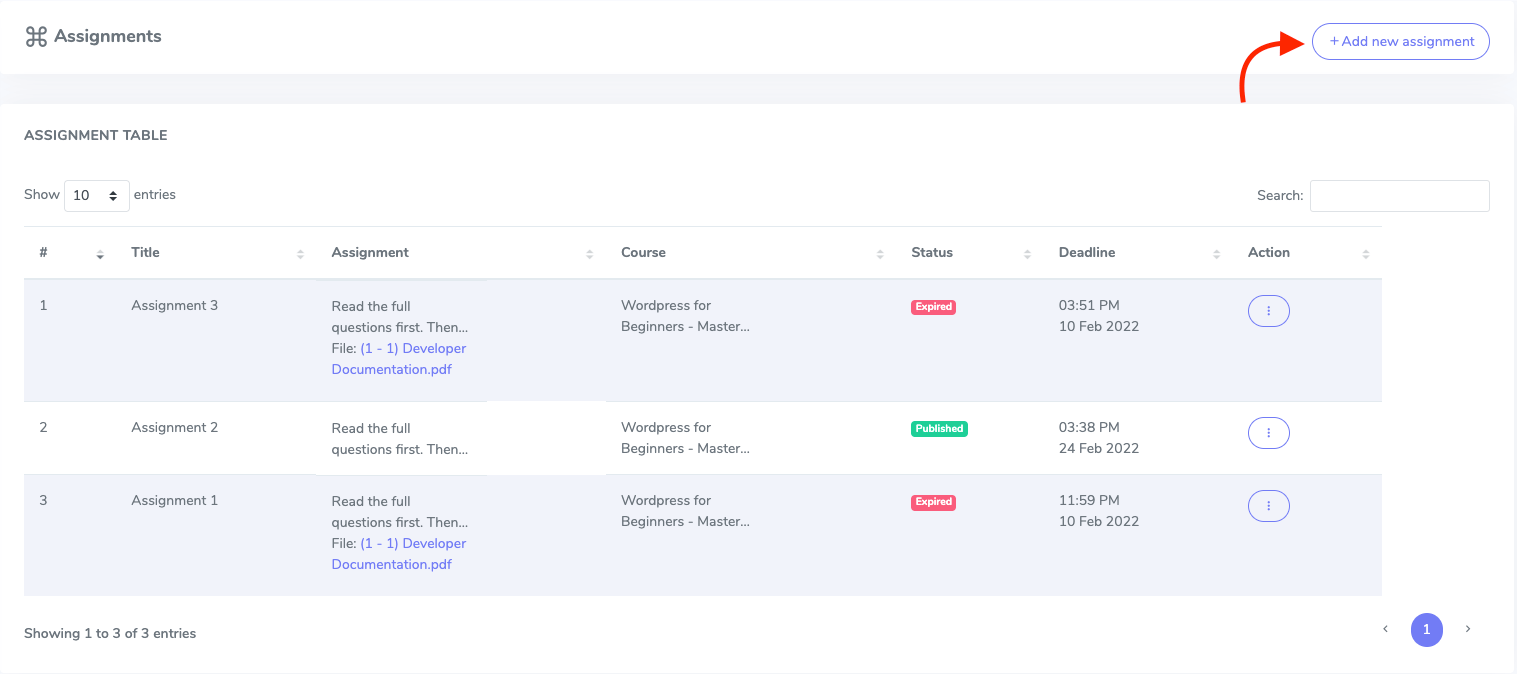 Assignments
+ Add new assignment
ASSIGNMENT TABLE
Show 10 entries
Search:
# Title Assignment Course Status Deadline Action
1 Assignment 3 Read the full Wordpress for Expired 03:51 PM
questions first. Then... Beginners - Master... 10 Feb 2022
File: (1 - 1) Developer
Documentation.pdf
2 Assignment 2 Read the full Wordpress for Published 03:38 PM
questions first. Then... Beginners - Master... 24 Feb 2022
3 Assignment 1 Read the full Wordpress for Expired 11:59 PM
questions first. Then... Beginners - Master... 10 Feb 2022
File: (1 - 1) Developer
Documentation.pdf
Showing 1 to 3 of 3 entries
‹ 1 ›